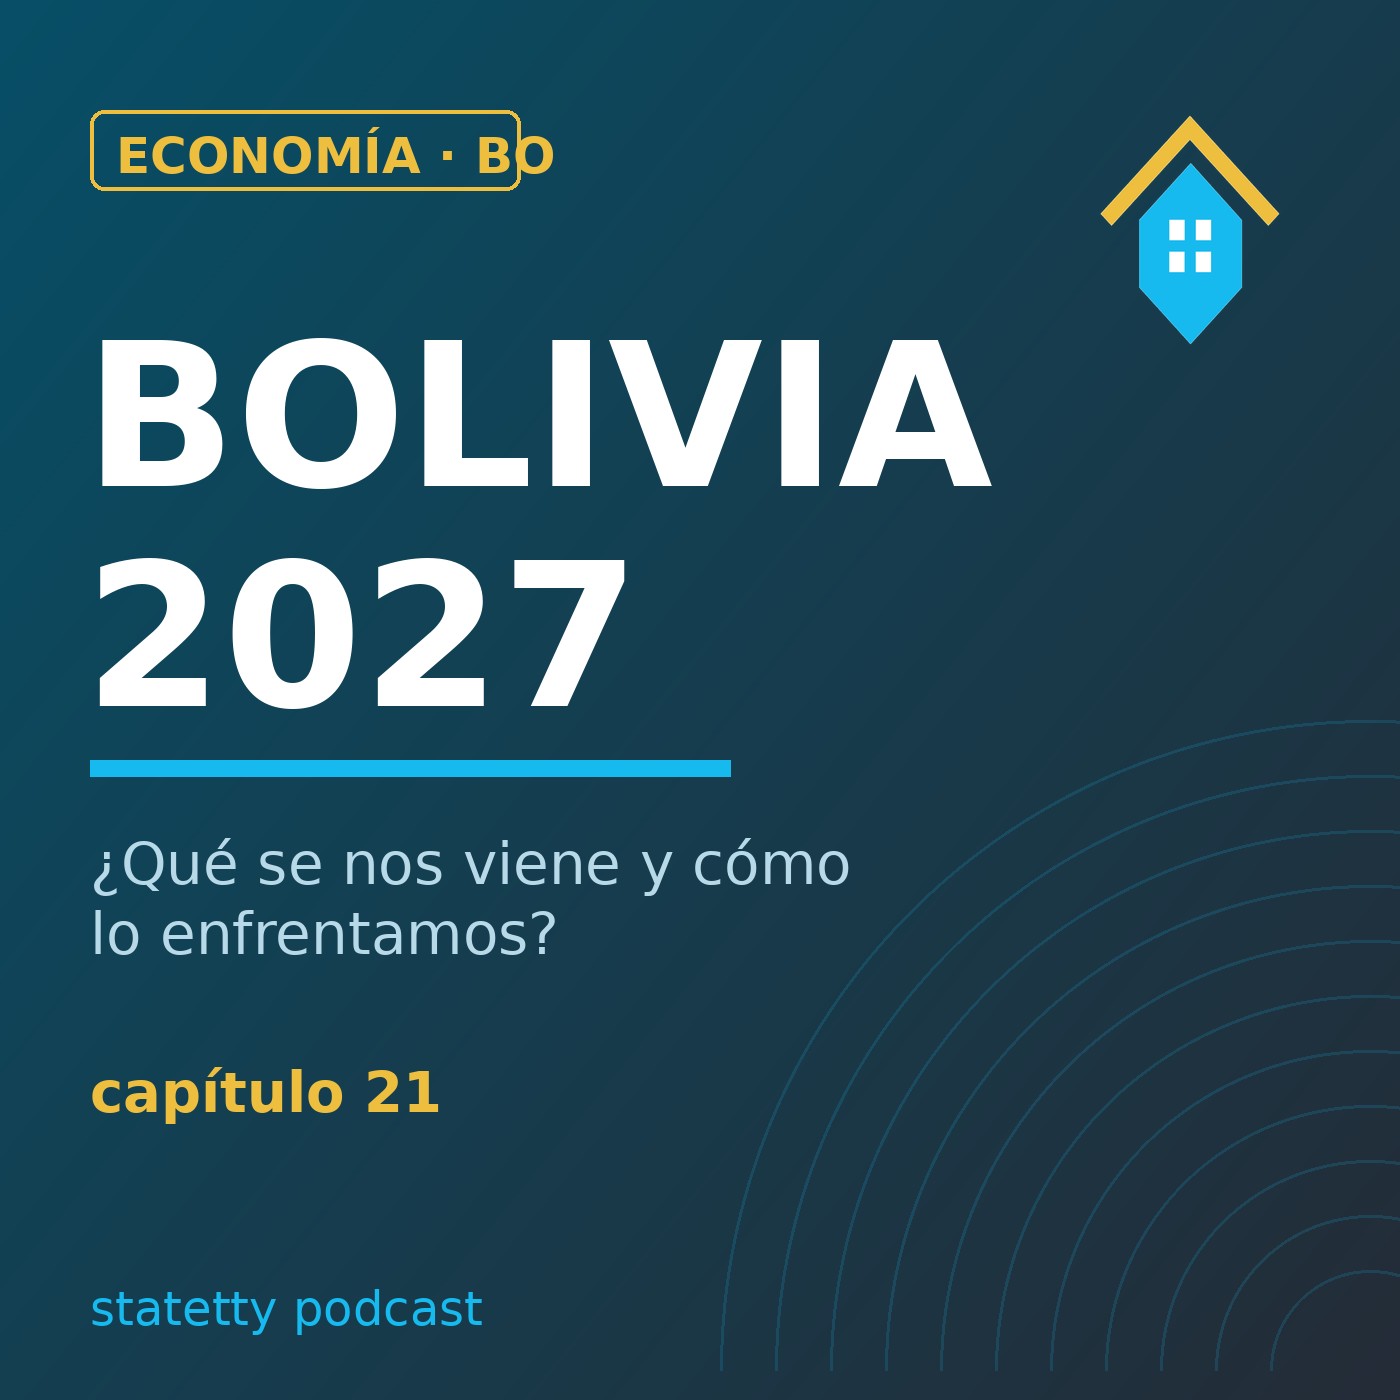 ECONOMÍA · BO
BOLIVIA
2027
¿Qué se nos viene y cómo
lo enfrentamos?
capítulo 21
statetty podcast